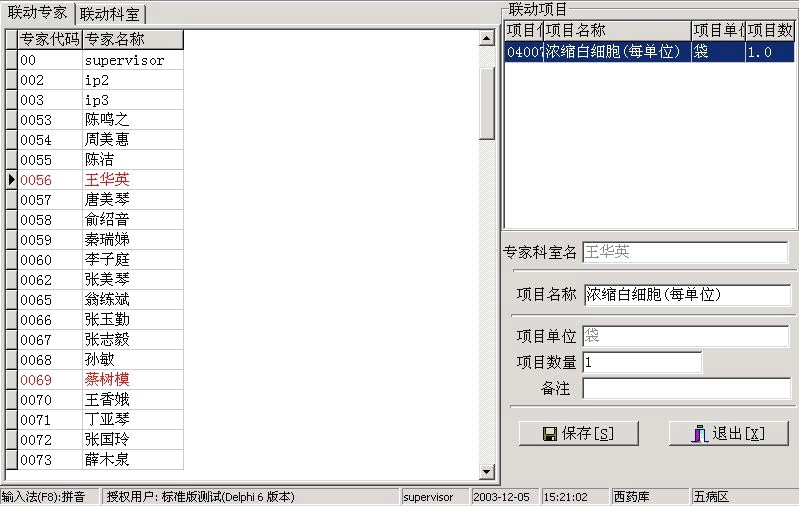 联动专家 联动科室
专家代码 专家名称
00 supervisor
002 ip2
003 ip3
0053 陈鸣之
0054 周美惠
0055 陈洁
0056 王华英
0057 唐美琴
0058 俞绍音
0059 秦瑞娣
0060 李子庭
0062 张美琴
0065 翁练斌
0066 张玉勤
0067 张志毅
0068 孙敏
0069 蔡树模
0070 王香娥
0071 丁亚琴
0072 张国玲
0073 薛木泉
联动项目
项目代 项目名称 项目单位 项目数
04007 浓缩白细胞(每单位) 袋 1.0
专家科室名 王华英
项目名称 浓缩白细胞(每单位)
项目单位 袋
项目数量 1
备注
保存[S] 退出[X]
输入法(F8):拼音 授权用户: 标准版测试(Delphi 6 版本) supervisor 2003-12-05 15:21:02 西药库 五病区